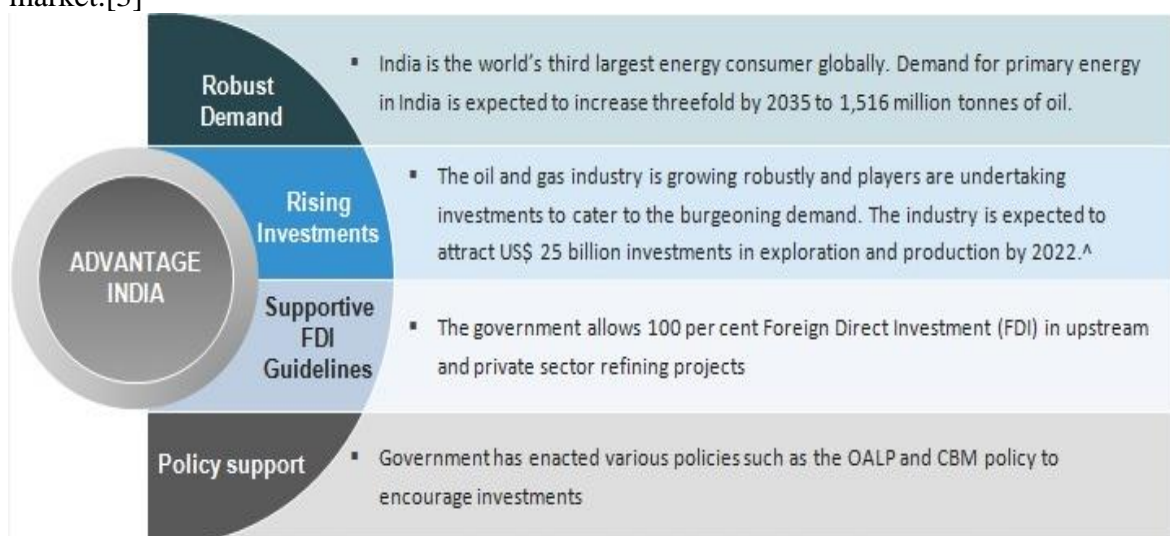 market.[3]
ADVANTAGE
INDIA
Robust
Demand
▪ India is the world's third largest energy consumer globally. Demand for primary energy
in India is expected to increase threefold by 2035 to 1,516 million tonnes of oil.
Rising
Investments
▪ The oil and gas industry is growing robustly and players are undertaking
investments to cater to the burgeoning demand. The industry is expected to
attract US$ 25 billion investments in exploration and production by 2022.^
Supportive
FDI
Guidelines
▪ The government allows 100 per cent Foreign Direct Investment (FDI) in upstream
and private sector refining projects
Policy support
▪ Government has enacted various policies such as the OALP and CBM policy to
encourage investments